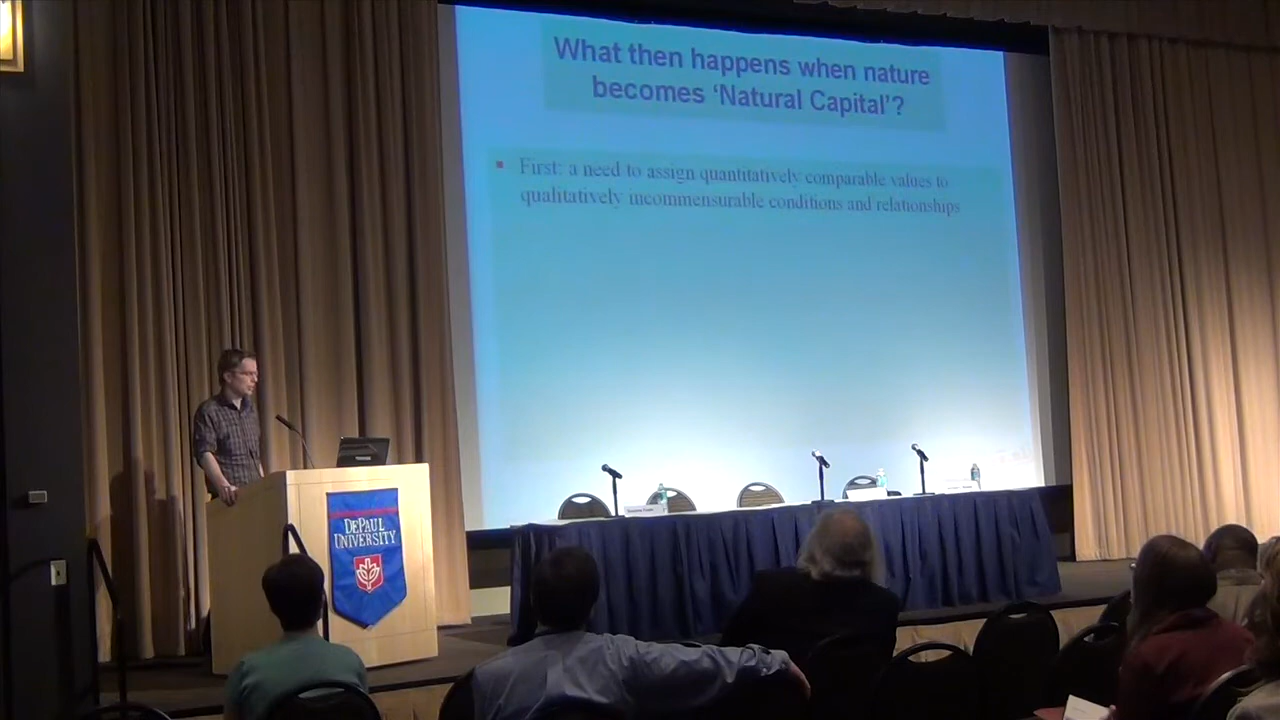 What then happens when nature
becomes ‘Natural Capital’?
First: a need to assign quantitatively comparable values to
qualitatively incommensurable conditions and relationships
DEPAUL
UNIVERSITY